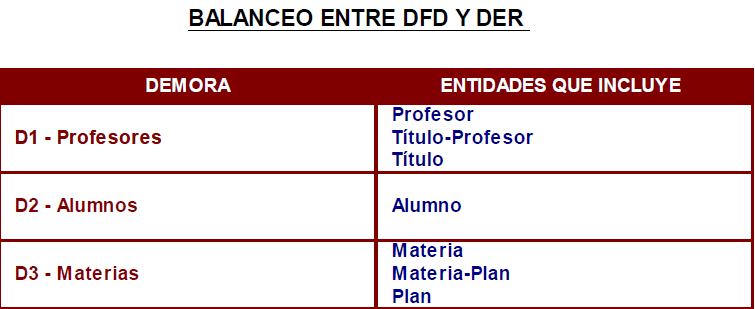 BALANCEO ENTRE DFD Y DER
DEMORA
ENTIDADES QUE INCLUYE
D1 - Profesores
Profesor
Título-Profesor
Título
D2 - Alumnos
Alumno
D3 - Materias
Materia
Materia-Plan
Plan